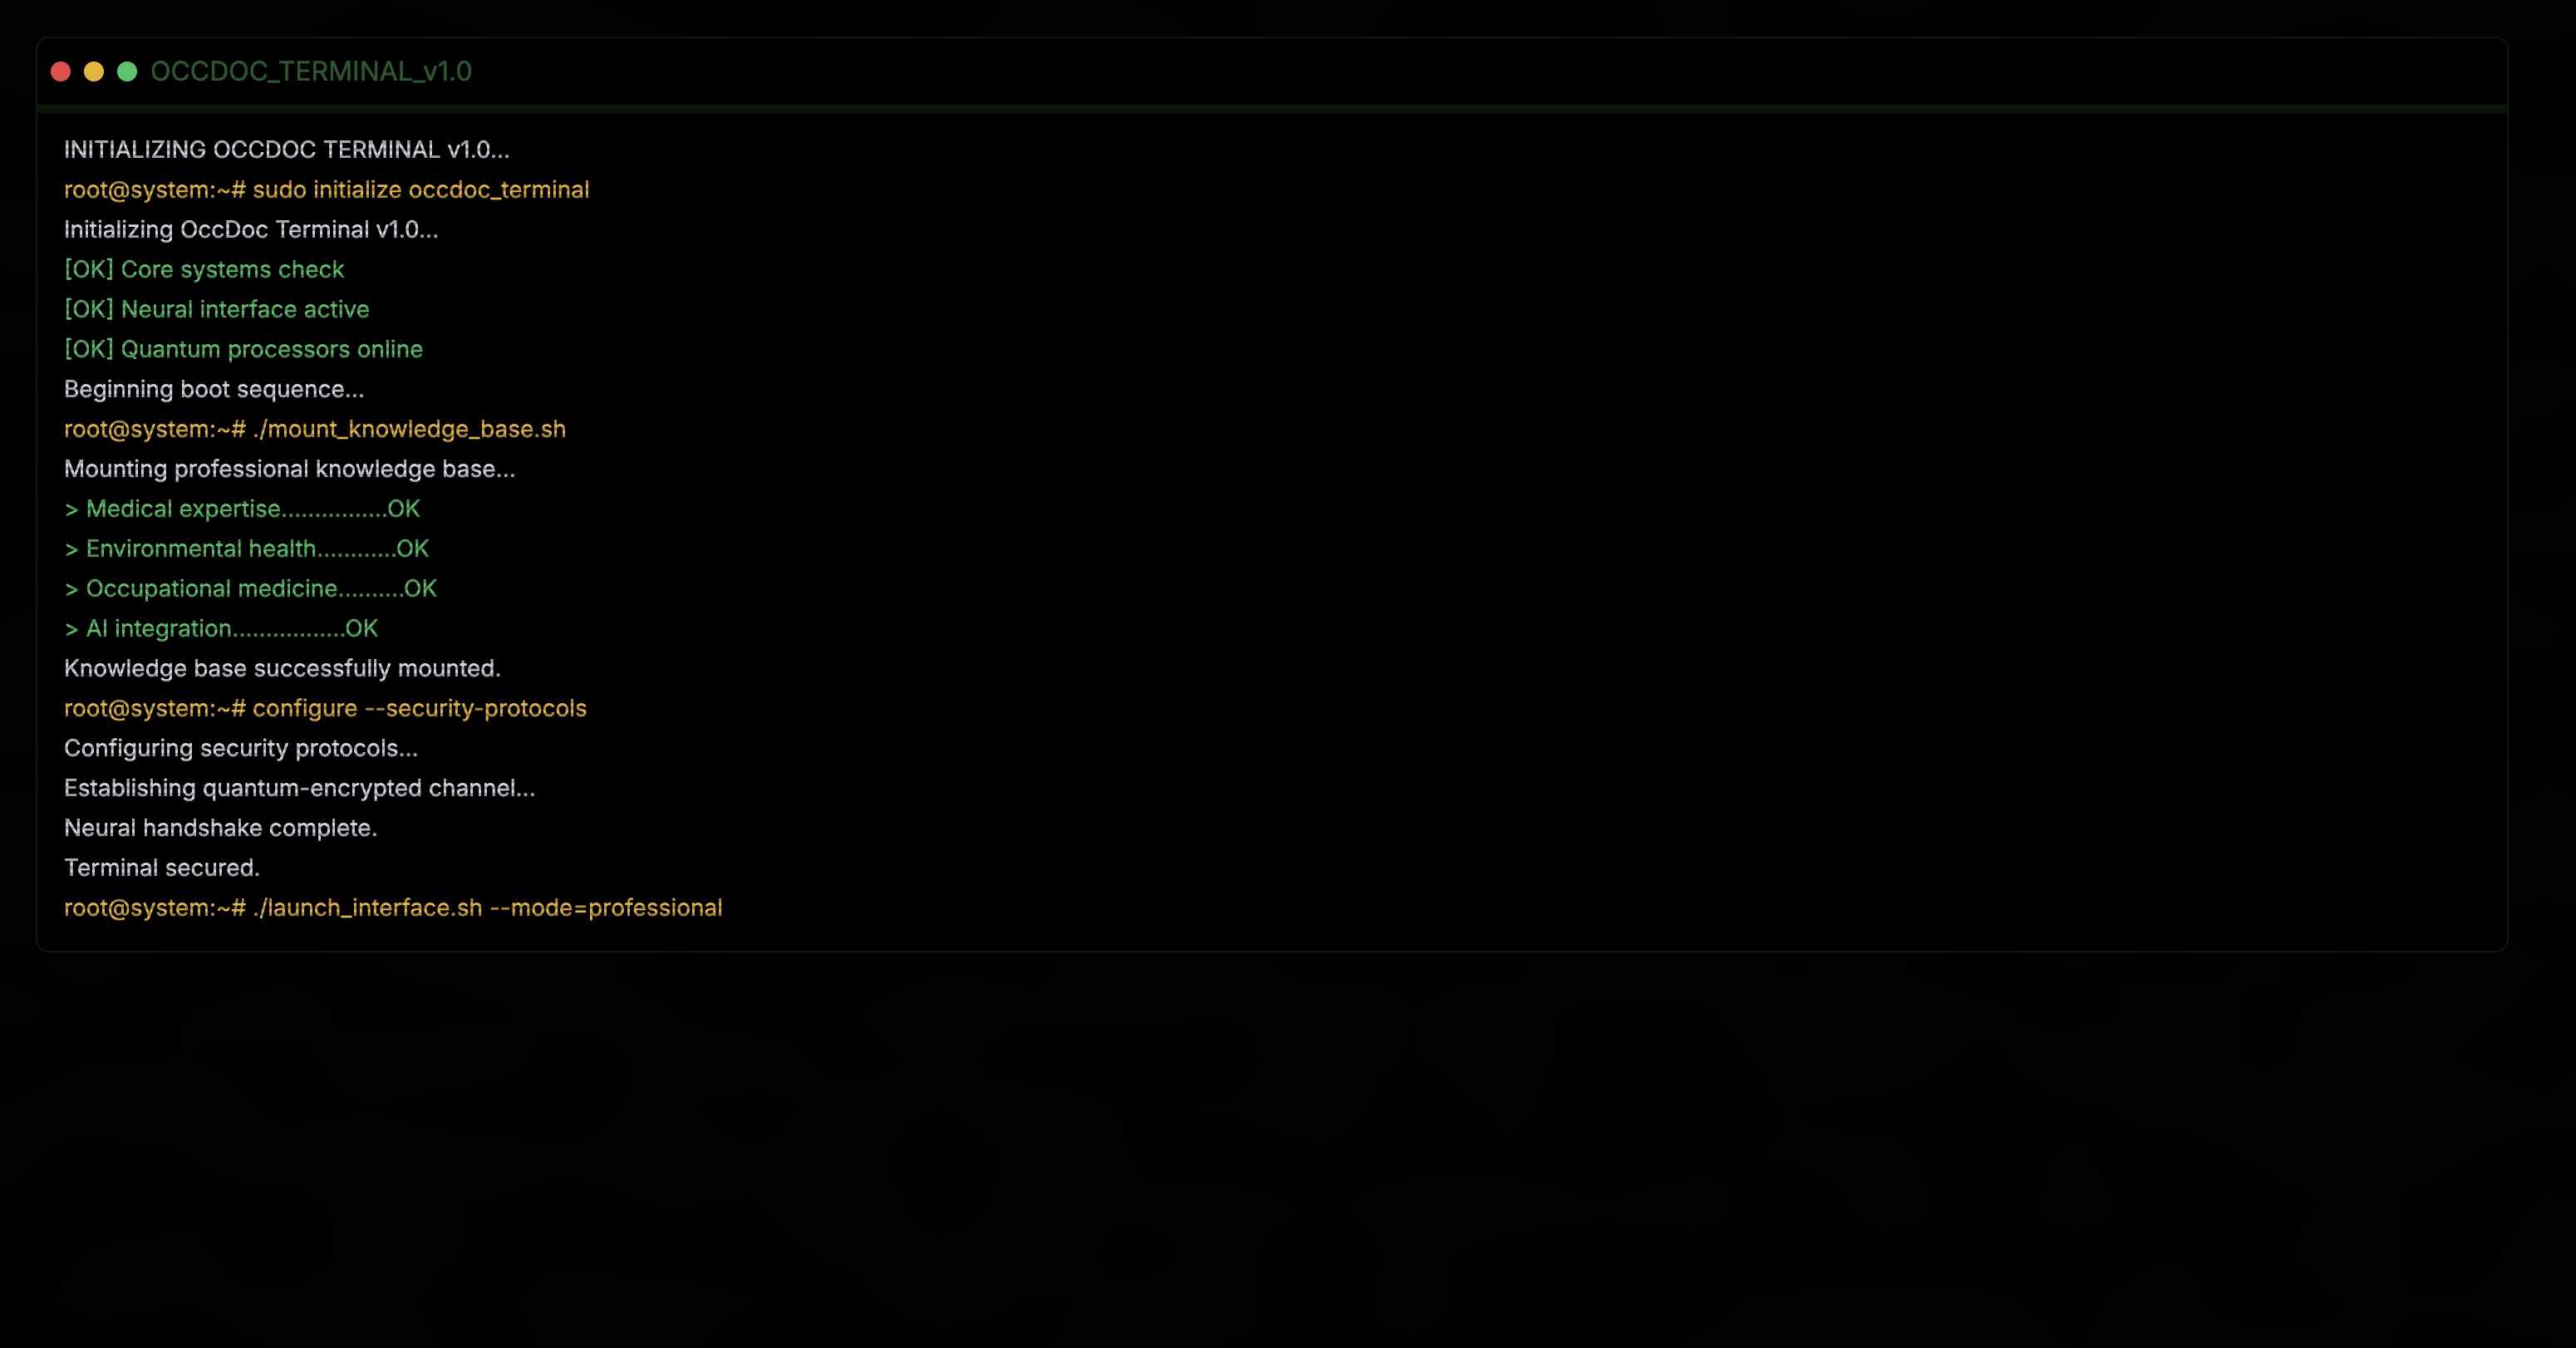 OCCDOC_TERMINAL_v1.0
INITIALIZING OCCDOC TERMINAL v1.0...
root@system:~# sudo initialize occdoc_terminal
Initializing OccDoc Terminal v1.0...
[OK] Core systems check
[OK] Neural interface active
[OK] Quantum processors online
Beginning boot sequence...
root@system:~# ./mount_knowledge_base.sh
Mounting professional knowledge base...
> Medical expertise................OK
> Environmental health............OK
> Occupational medicine..........OK
> AI integration.................OK
Knowledge base successfully mounted.
root@system:~# configure --security-protocols
Configuring security protocols...
Establishing quantum-encrypted channel...
Neural handshake complete.
Terminal secured.
root@system:~# ./launch_interface.sh --mode=professional